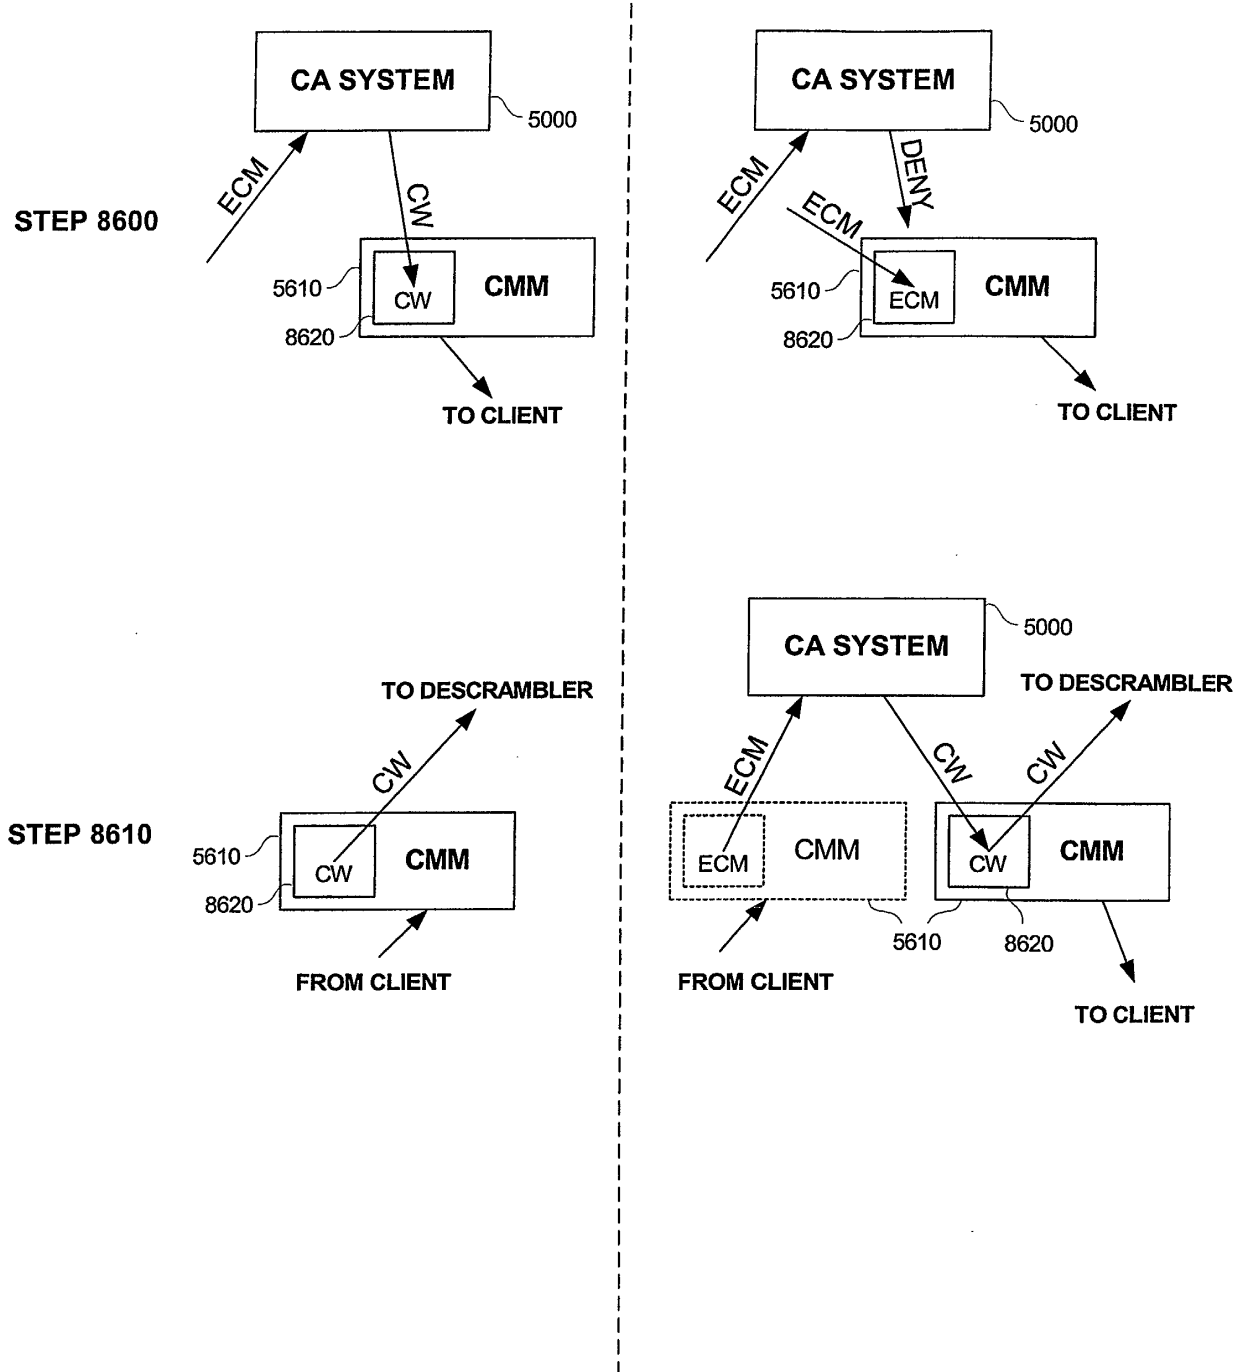 CA SYSTEM
5000
ECM
CW
STEP 8600
5610
CW
CMM
8620
TO CLIENT
CA SYSTEM
5000
ECM
DENY
ECM
5610
ECM
CMM
8620
TO CLIENT
TO DESCRAMBLER
CW
STEP 8610
5610
CW
CMM
8620
FROM CLIENT
CA SYSTEM
5000
TO DESCRAMBLER
ECM
CW
CW
ECM
CMM
CW
CMM
5610
8620
FROM CLIENT
TO CLIENT